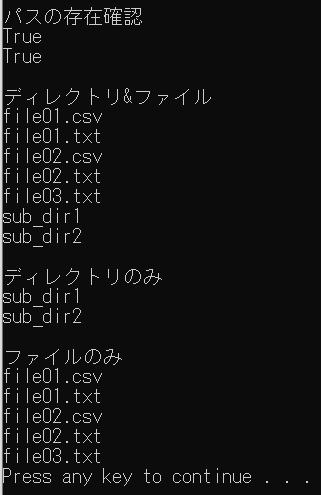 パスの存在確認
True
True
ディレクトリ&ファイル
file01.csv
file01.txt
file02.csv
file02.txt
file03.txt
sub_dir1
sub_dir2
ディレクトリのみ
sub_dir1
sub_dir2
ファイルのみ
file01.csv
file01.txt
file02.csv
file02.txt
file03.txt
Press any key to continue . . .